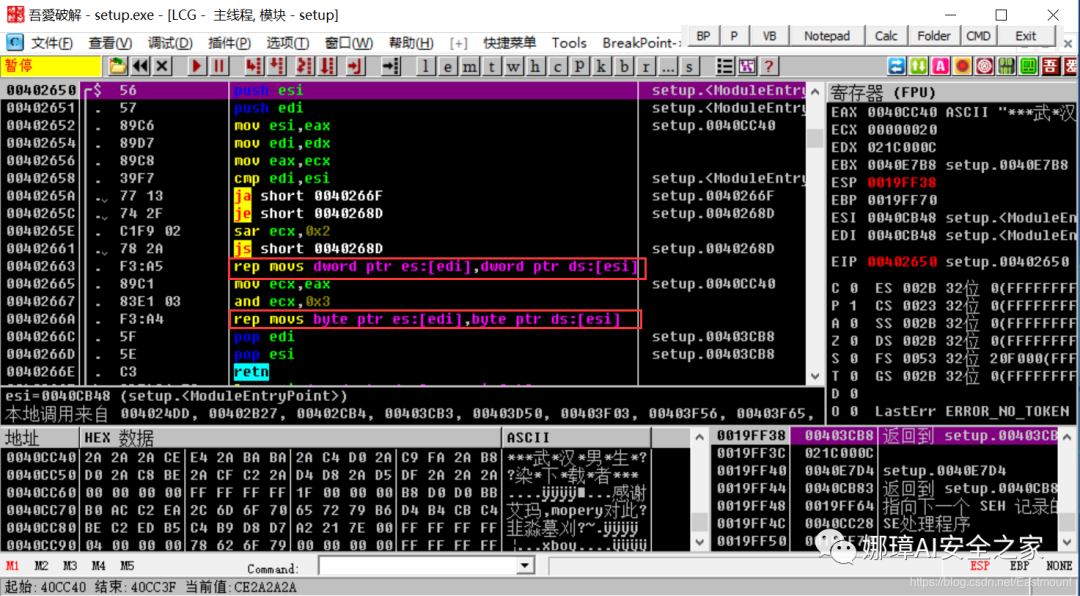 吾愛破解 - setup.exe - [LCG - 主线程, 模块 - setup]
文件(F) 查看(V) 调试(D) 插件(P) 选项(T) 窗口(W) 帮助(H) [+] 快捷菜单 Tools BreakPoint-> BP P VB Notepad Calc Folder CMD Exit
暂停 l e m t w h c p k b r ... s ? 吾 爱
00402650 $ 56 push esi setup.<ModuleEntry
00402651 . 57 push edi setup.<ModuleEntry
00402652 . 89C6 mov esi,eax setup.0040CC40
00402654 . 89D7 mov edi,edx
00402656 . 89C8 mov eax,ecx
00402658 . 39F7 cmp edi,esi setup.<ModuleEntry
0040265A . 77 13 ja short 0040266F setup.0040266F
0040265C . 74 2F je short 0040268D setup.0040268D
0040265E . C1F9 02 sar ecx,0x2
00402661 . 78 2A js short 0040268D setup.0040268D
00402663 . F3:A5 rep movs dword ptr es:[edi],dword ptr ds:[esi]
00402665 . 89C1 mov ecx,eax setup.0040CC40
00402667 . 83E1 03 and ecx,0x3
0040266A . F3:A4 rep movs byte ptr es:[edi],byte ptr ds:[esi]
0040266C . 5F pop edi setup.00403CB8
0040266D . 5E pop esi setup.00403CB8
0040266E . C3 retn
esi=0040CB48 (setup.<ModuleEntryPoint>)
本地调用来自 004024DD, 00402B27, 00402CB4, 00403CB3, 00403D50, 00403F03, 00403F56, 00403F65,
寄存器 (FPU)
EAX 0040CC40 ASCII "***武*汉
ECX 00000020
EDX 021C000C
EBX 0040E7B8 setup.0040E7B8
ESP 0019FF38
EBP 0019FF70
ESI 0040CB48 setup.<ModuleEn
EDI 0040CB48 setup.<ModuleEn
EIP 00402650 setup.00402650
C 0 ES 002B 32位 0(FFFFFFFF
P 1 CS 0023 32位 0(FFFFFFFF
A 0 SS 002B 32位 0(FFFFFFFF
Z 0 DS 002B 32位 0(FFFFFFFF
S 0 FS 0053 32位 20F000(FFF
T 0 GS 002B 32位 0(FFFFFFFF
D 0
O 0 LastErr ERROR_NO_TOKEN
地址 HEX 数据 ASCII
0040CC40 2A 2A 2A CE E4 2A BA BA 2A C4 D0 2A C9 FA 2A B8 ***武*汉*男*生*?
0040CC50 D0 2A C8 BE 2A CF C2 2A D4 D8 2A D5 DF 2A 2A 2A ?染*下*载*者***
0040CC60 00 00 00 00 FF FF FF FF 1F 00 00 00 B8 D0 D0 BB ....ÿÿÿÿ■...感谢
0040CC70 B0 AC C2 EA 2C 6D 6F 70 65 72 79 B6 D4 B4 CB C4 艾玛,mopery对此?
0040CC80 BE C2 ED B5 C4 B9 D8 D7 A2 21 7E 00 FF FF FF FF
0040CC90 04 00 00 00 78 62 6F 79 00 00 00 00 FF FF FF FF ...xboy....ÿÿÿÿ
0019FF38 00403CB8 返回到 setup.00403CB8
0019FF3C 021C000C
0019FF40 0040E7D4 setup.0040E7D4
0019FF44 0040CB83 返回到 setup.0040CB8
0019FF48 0019FF64 指向下一个 SEH 记录的
0019FF4C 0040CC28 SE处理程序
0019FF50
娜璋AI安全之家
M1 M2 M3 M4 M5 Command: ESP EBP NONE
起始: 40CC40 结束: 40CC3F 当前值:CE2A2A2A
https://blog.csdn.net/Eastmount